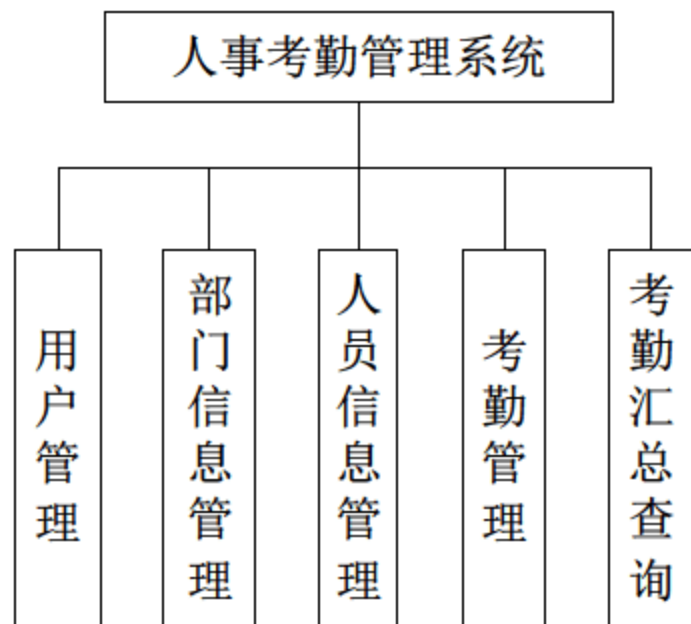 人事考勤管理系统
用户管理
部门信息管理
人员信息管理
考勤管理
考勤汇总查询